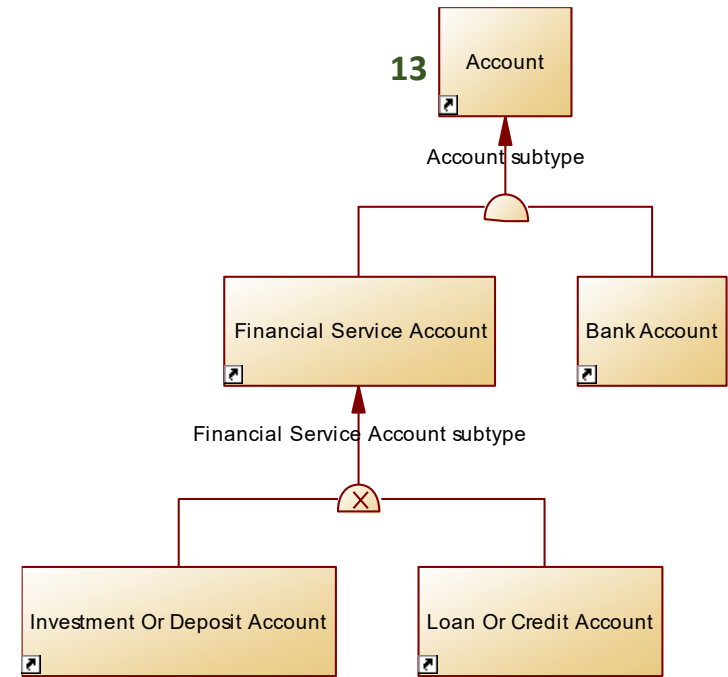 13
Account
Account subtype
Financial Service Account
Bank Account
Financial Service Account subtype
Investment Or Deposit Account
Loan Or Credit Account